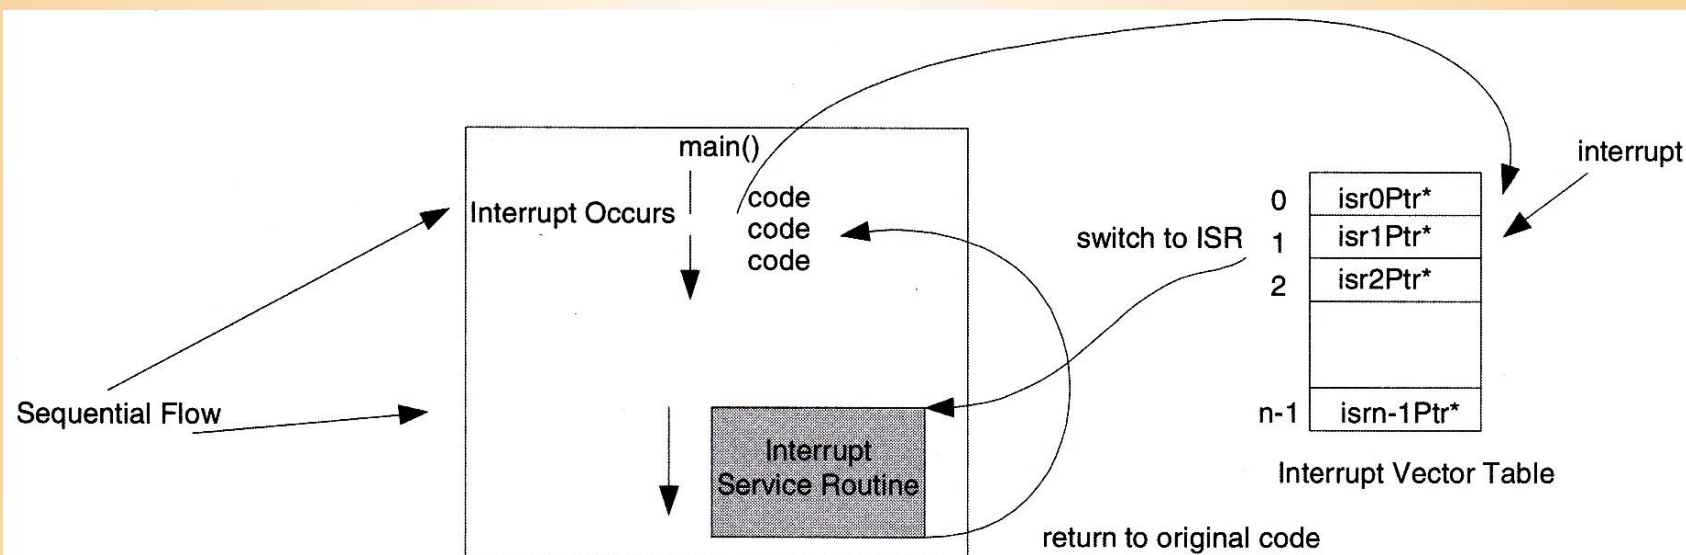 main()
interrupt
code
0 isr0Ptr*
Interrupt Occurs
code
switch to ISR
1 isr1Ptr*
code
2 isr2Ptr*
Sequential Flow
n-1 isrn-1Ptr*
Interrupt
Service Routine
Interrupt Vector Table
return to original code